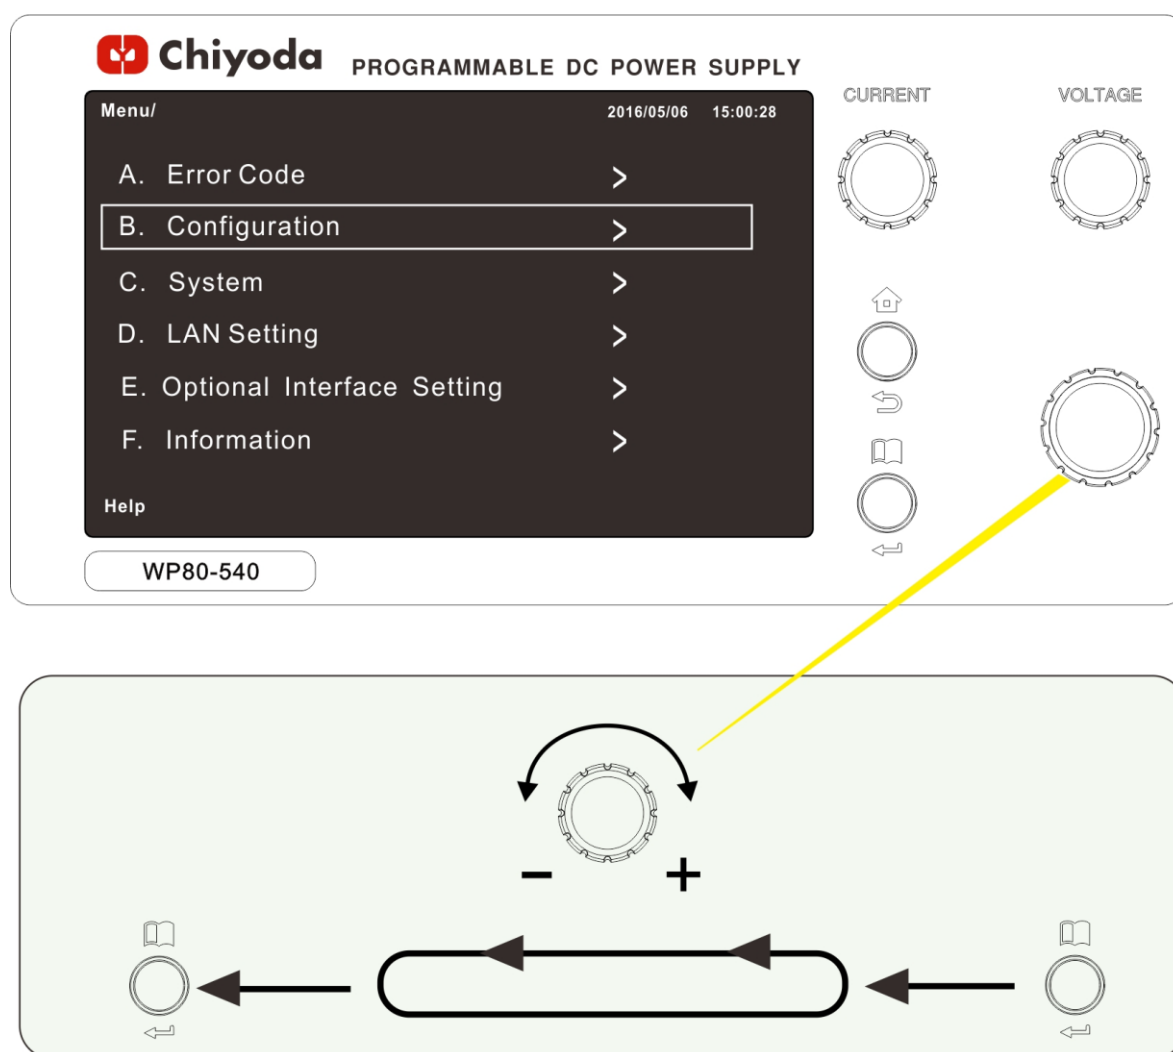 Chiyoda PROGRAMMABLE DC POWER SUPPLY
Menu/ 2016/05/06 15:00:28
A. Error Code >
B. Configuration >
C. System >
D. LAN Setting >
E. Optional Interface Setting >
F. Information >
Help
WP80-540
CURRENT VOLTAGE
- +